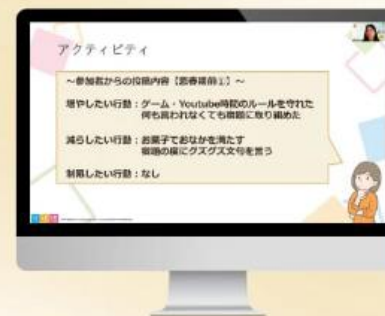 アクティビティ
～参加者からの投稿内容【思春期前①】～
増やしたい行動：ゲーム・Youtube時間のルールを守れた
何も言われなくても宿題に取り組めた
減らしたい行動：お菓子でおなかを満たす
宿題の度にグズグズ文句を言う
制限したい行動：なし